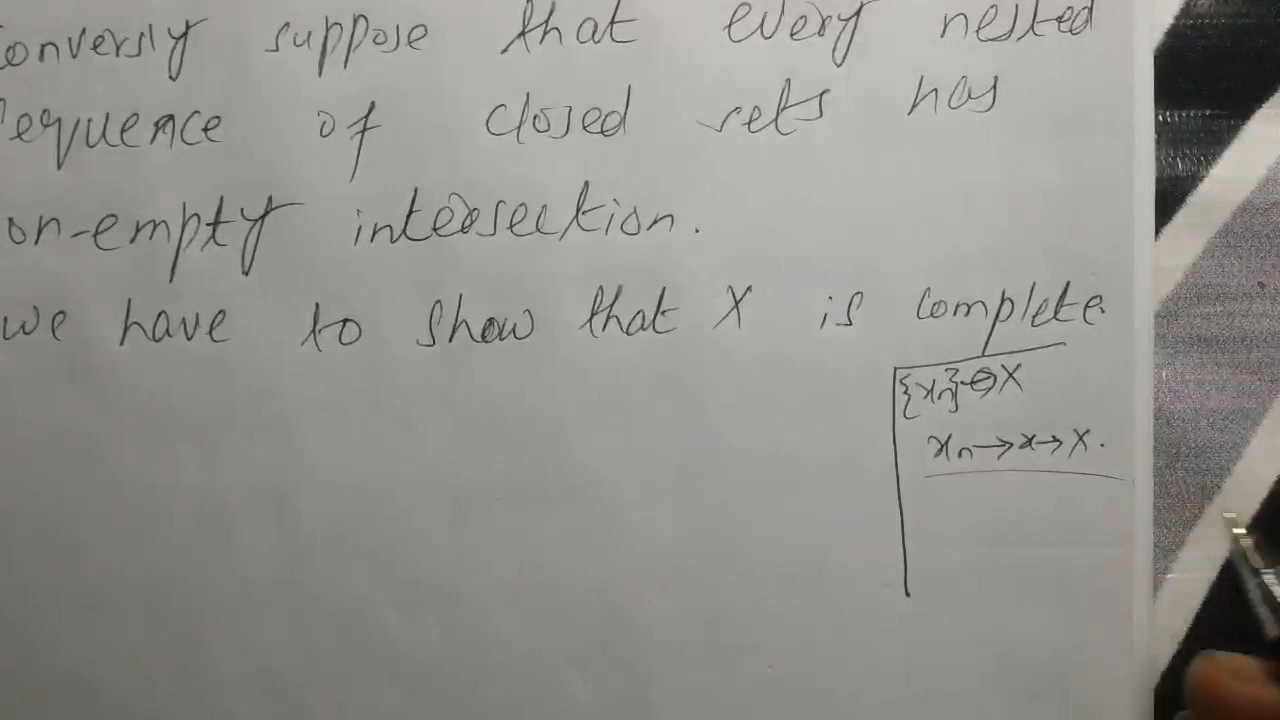 onversly suppose that every nested
equence of closed sets has
on-empty intersection.
we have to show that X is complete.
{xn} X
xn→x→X.